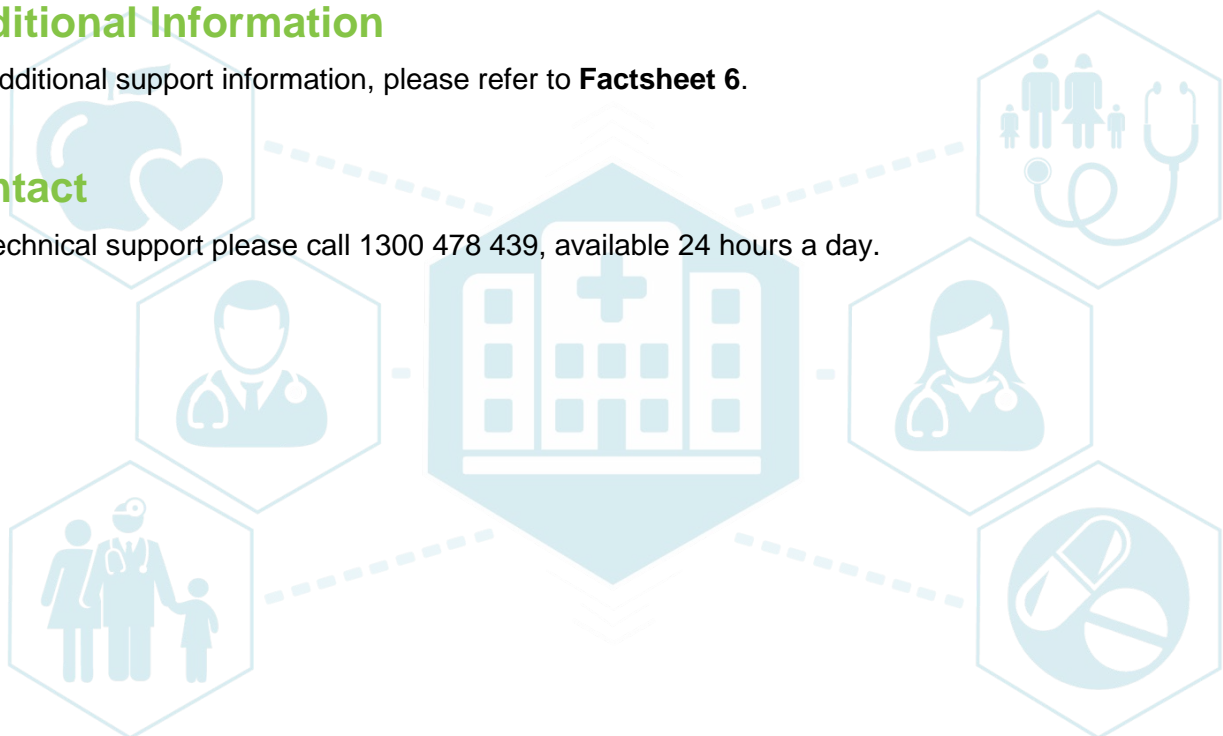 ditional Information
dditional support information, please refer to Factsheet 6.
ntact
echnical support please call 1300 478 439, available 24 hours a day.